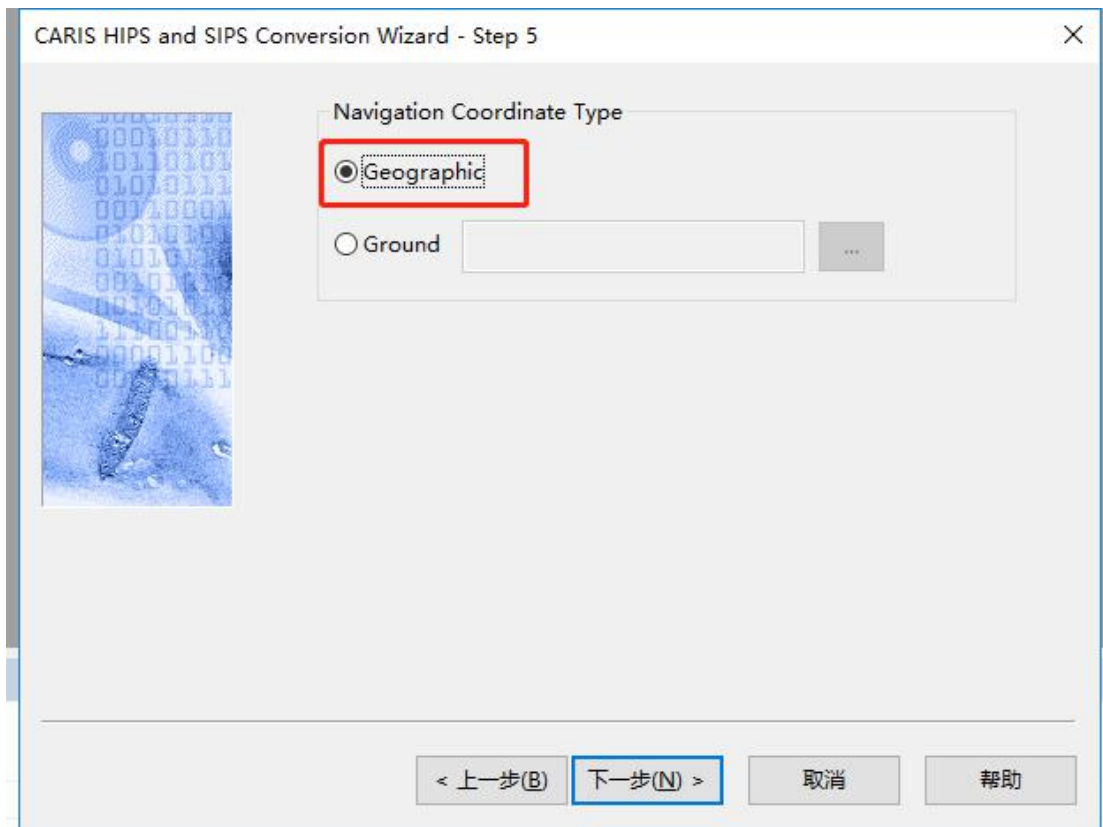 CARIS HIPS and SIPS Conversion Wizard - Step 5
Navigation Coordinate Type
Geographic
Ground
...
< 上一步(B)
下一步(N) >
取消
帮助